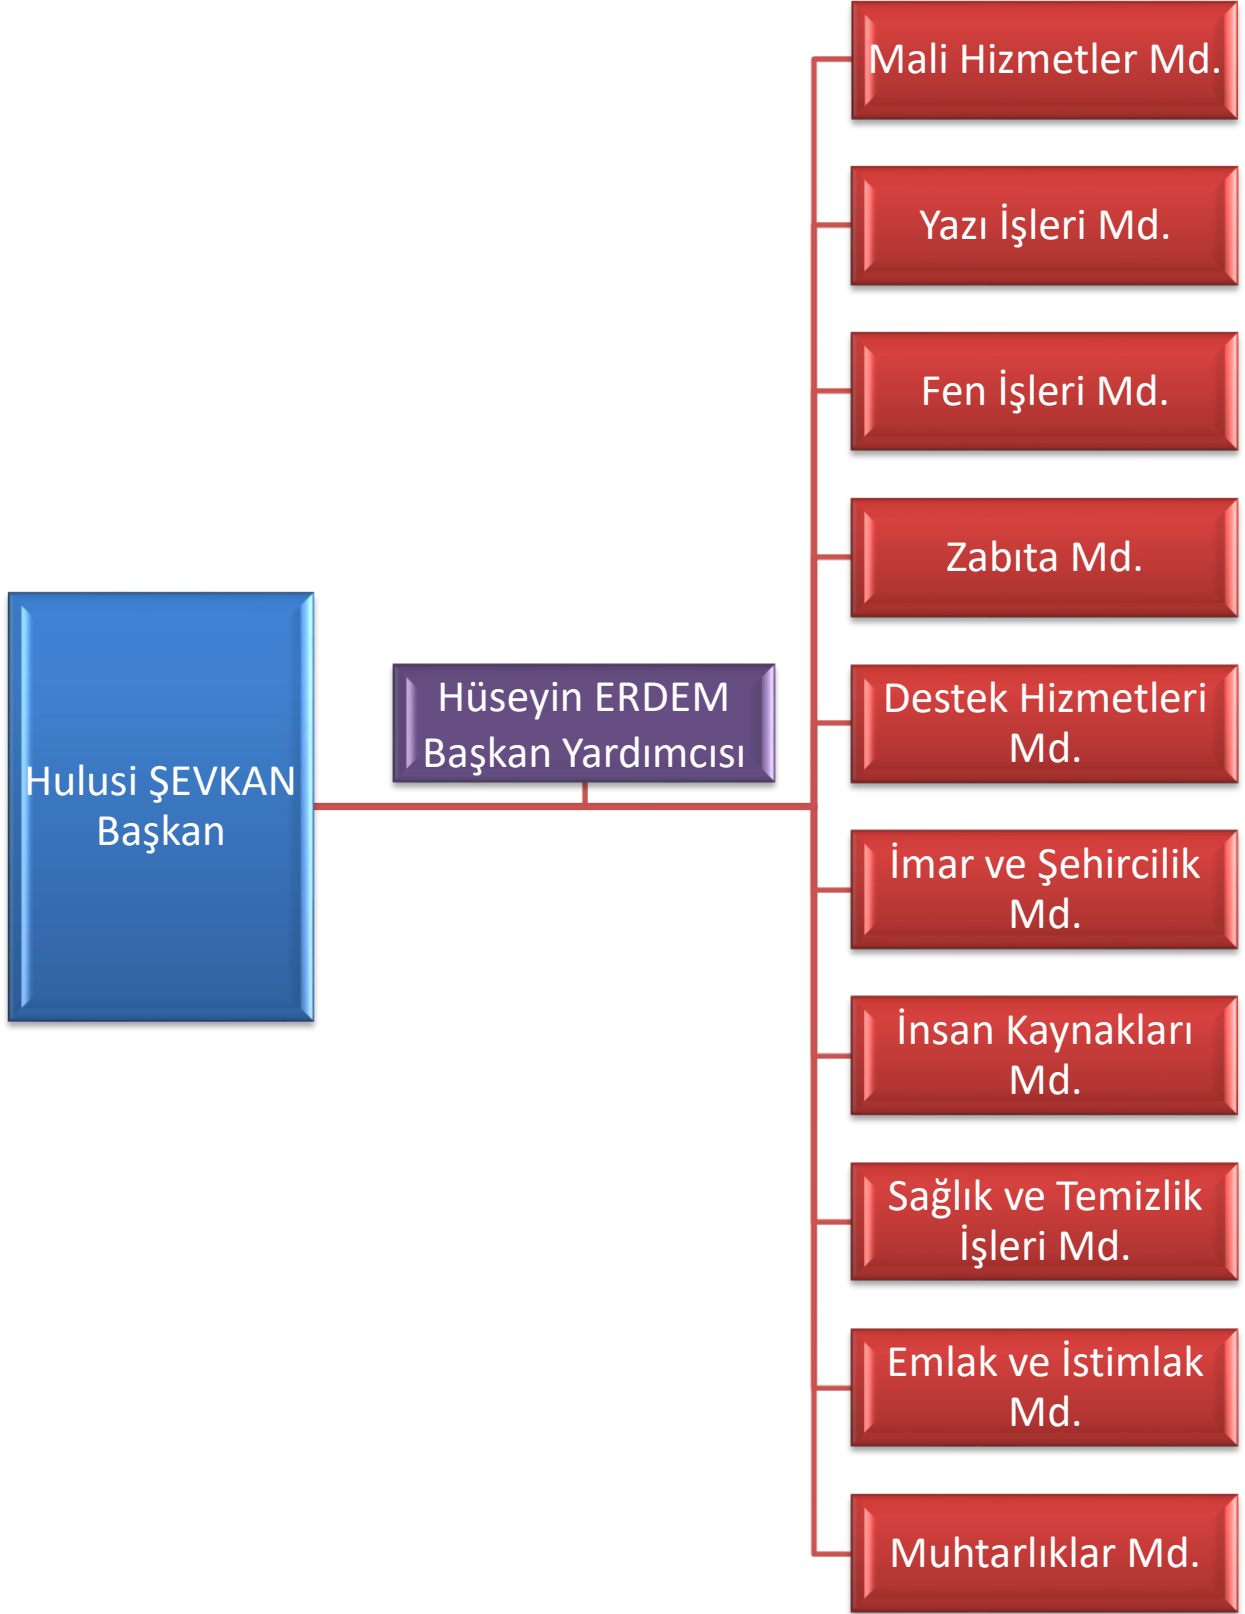 Mali Hizmetler Md.
Yazı İşleri Md.
Fen İşleri Md.
Zabıta Md.
Hulusi ŞEVKAN
Başkan
Hüseyin ERDEM
Başkan Yardımcısı
Destek Hizmetleri
Md.
İmar ve Şehircilik
Md.
İnsan Kaynakları
Md.
Sağlık ve Temizlik
İşleri Md.
Emlak ve İstimlak
Md.
Muhtarlıklar Md.